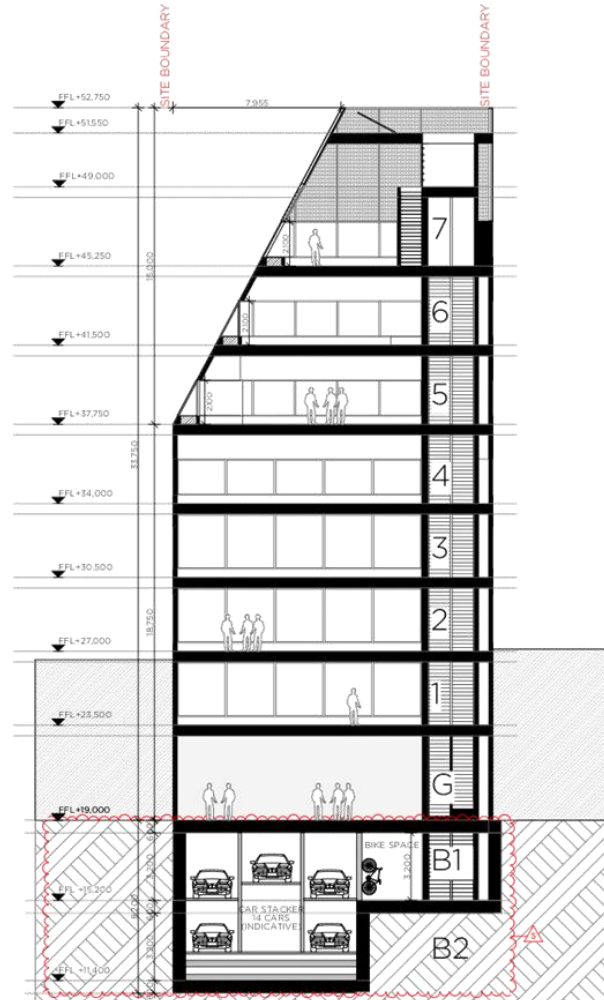 SITE BOUNDARY
SITE BOUNDARY
FFL+52,750
7.955
FFL+51,550
FFL+49,000
7
2100
FFL+45,250
15,000
6
2100
FFL+41,500
5
2100
FFL+37,750
33,750
4
FFL+34,000
3
FFL+30,500
18,750
2
FFL+27,000
1
FFL+23,500
G
FFL+19,000
BIKE SPACE
B1
3,200
FFL+15,200
CAR STACKER
14 CARS
(INDICATIVE)
B2
FFL+11,400